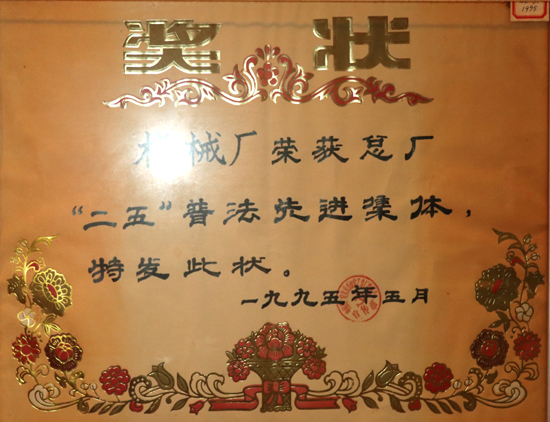 1995
奖状
机械厂荣获总厂
“二五”普法先进集体，
特发此状。
一九九五年五月